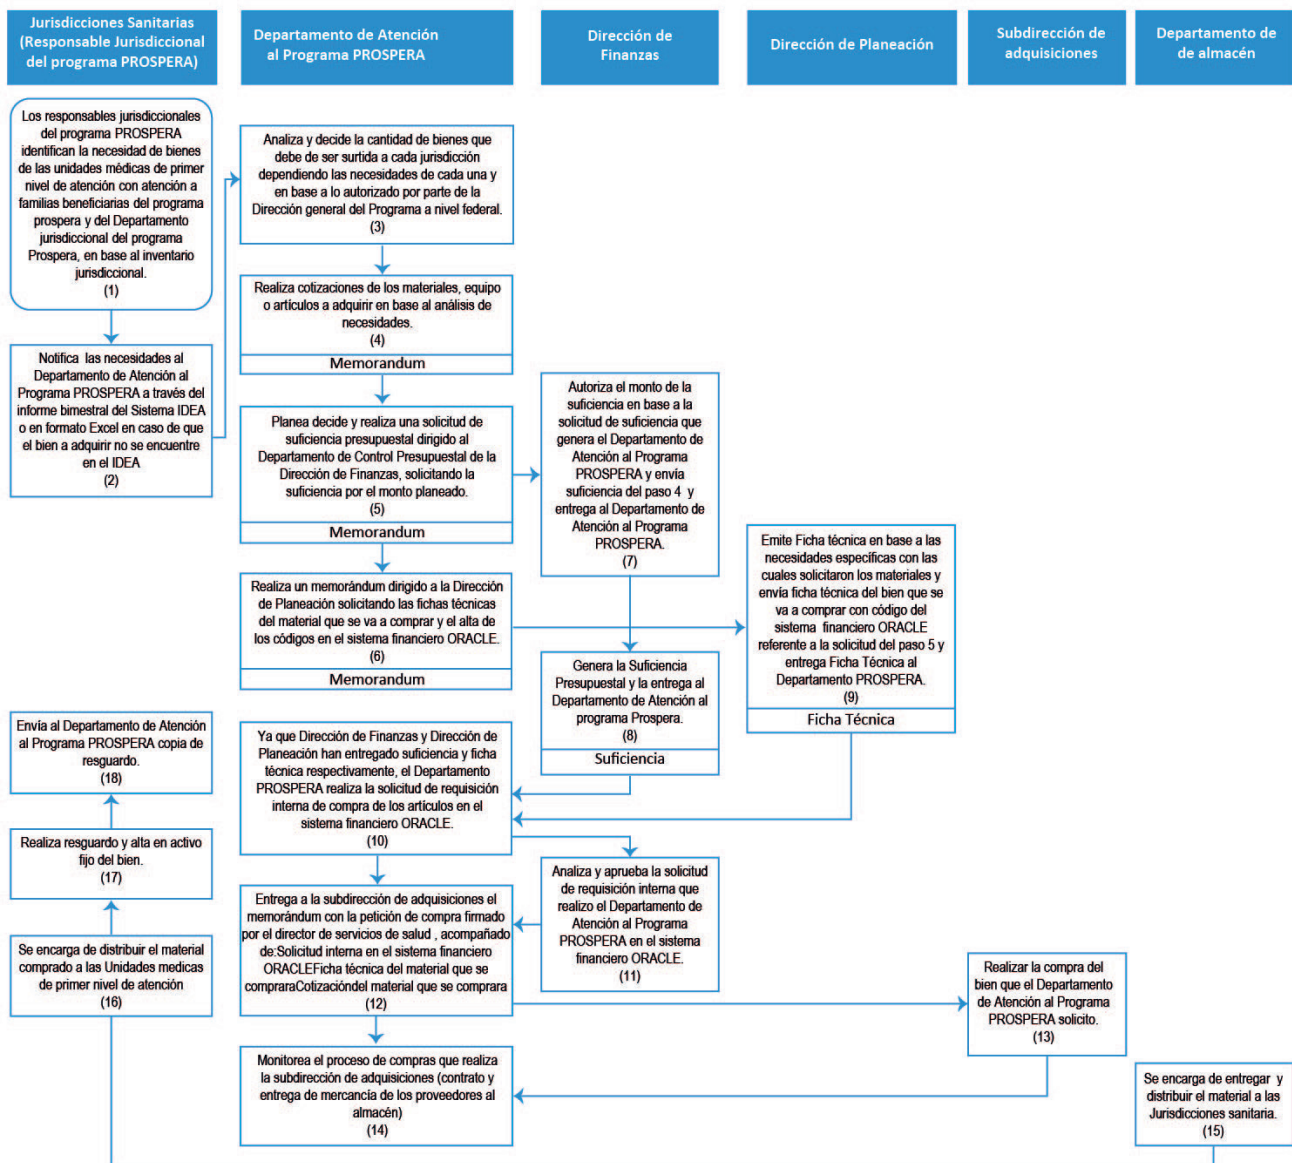 Jurisdicciones Sanitarias
(Responsable Jurisdiccional
del programa PROSPERA)
Departamento de Atención
al Programa PROSPERA
Dirección de
Finanzas
Dirección de Planeación
Subdirección de
adquisiciones
Departamento de
de almacén
Los responsables jurisdiccionales
del programa PROSPERA
identifican la necesidad de bienes
de las unidades médicas de primer
nivel de atención con atención a
familias beneficiarias del programa
prospera y del Departamento
jurisdiccional del programa
Prospera, en base al inventario
jurisdiccional.
(1)
Notifica las necesidades al
Departamento de Atención al
Programa PROSPERA a través del
informe bimestral del Sistema IDEA
o en formato Excel en caso de que
el bien a adquirir no se encuentre
en el IDEA
(2)
Analiza y decide la cantidad de bienes que
debe de ser surtida a cada jurisdicción
dependiendo las necesidades de cada una y
en base a lo autorizado por parte de la
Dirección general del Programa a nivel federal.
(3)
Realiza cotizaciones de los materiales, equipo
o artículos a adquirir en base al análisis de
necesidades.
(4)
Memorandum
Planea decide y realiza una solicitud de
suficiencia presupuestal dirigido al
Departamento de Control Presupuestal de la
Dirección de Finanzas, solicitando la
suficiencia por el monto planeado.
(5)
Memorandum
Realiza un memorándum dirigido a la Dirección
de Planeación solicitando las fichas técnicas
del material que se va a comprar y el alta de
los códigos en el sistema financiero ORACLE.
(6)
Memorandum
Autoriza el monto de la
suficiencia en base a la
solicitud de suficiencia que
genera el Departamento de
Atención al Programa
PROSPERA y envía
suficiencia del paso 4 y
entrega al Departamento de
Atención al Programa
PROSPERA.
(7)
Genera la Suficiencia
Presupuestal y la entrega al
Departamento de Atención al
programa Prospera.
(8)
Suficiencia
Emite Ficha técnica en base a las
necesidades específicas con las
cuales solicitaron los materiales y
envía ficha técnica del bien que se
va a comprar con código del
sistema financiero ORACLE
referente a la solicitud del paso 5 y
entrega Ficha Técnica al
Departamento PROSPERA.
(9)
Ficha Técnica
Ya que Dirección de Finanzas y Dirección de
Planeación han entregado suficiencia y ficha
técnica respectivamente, el Departamento
PROSPERA realiza la solicitud de requisición
interna de compra de los artículos en el
sistema financiero ORACLE.
(10)
Analiza y aprueba la solicitud
de requisición interna que
realizo el Departamento de
Atención al Programa
PROSPERA en el sistema
financiero ORACLE.
(11)
Entrega a la subdirección de adquisiciones el
memorándum con la petición de compra firmado
por el director de servicios de salud , acompañado
de:Solicitud interna en el sistema financiero
ORACLEFicha técnica del material que se
compraraCotizacióndel material que se comprara
(12)
Realizar la compra del
bien que el Departamento
de Atención al Programa
PROSPERA solicito.
(13)
Monitorea el proceso de compras que realiza
la subdirección de adquisiciones (contrato y
entrega de mercancía de los proveedores al
almacén)
(14)
Se encarga de entregar y
distribuir el material a las
Jurisdicciones sanitaria.
(15)
Se encarga de distribuir el material
comprado a las Unidades medicas
de primer nivel de atención
(16)
Realiza resguardo y alta en activo
fijo del bien.
(17)
Envía al Departamento de Atención
al Programa PROSPERA copia de
resguardo.
(18)